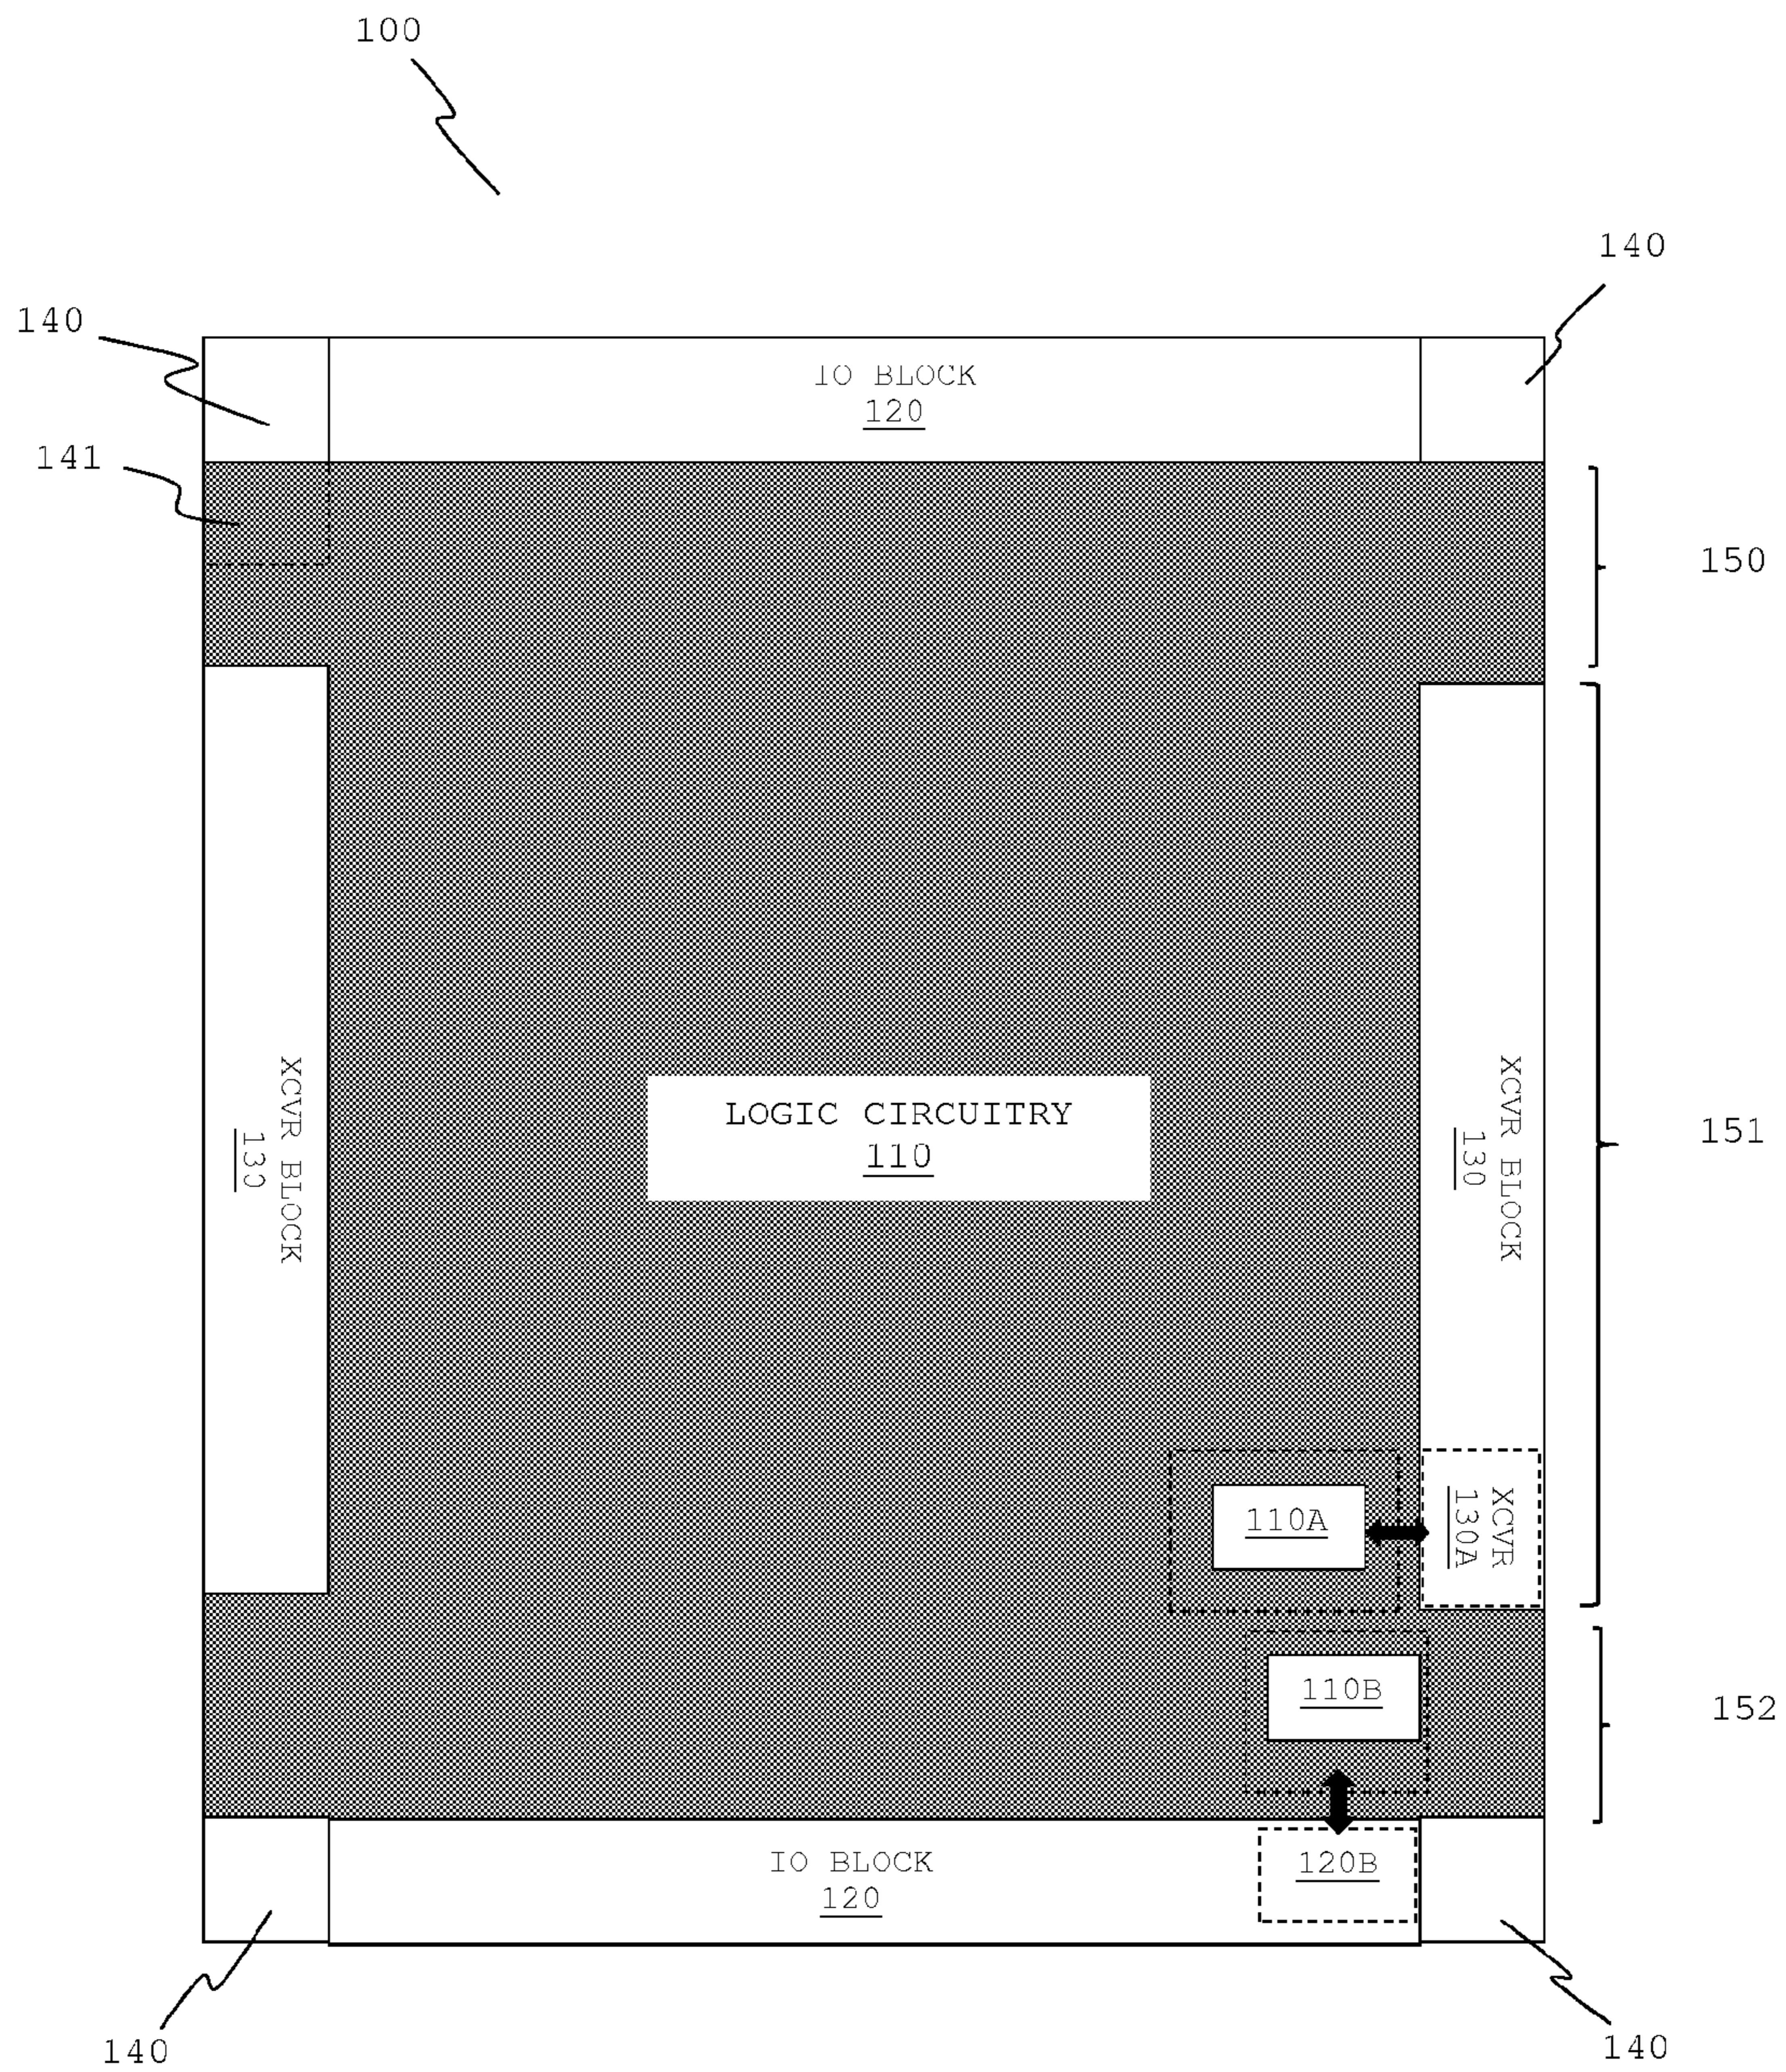 100
140
140
IO BLOCK
120
141
150
XCVR BLOCK
130
LOGIC CIRCUITRY
110
XCVR BLOCK
130
151
110A
XCVR
130A
110B
152
IO BLOCK
120
120B
140
140